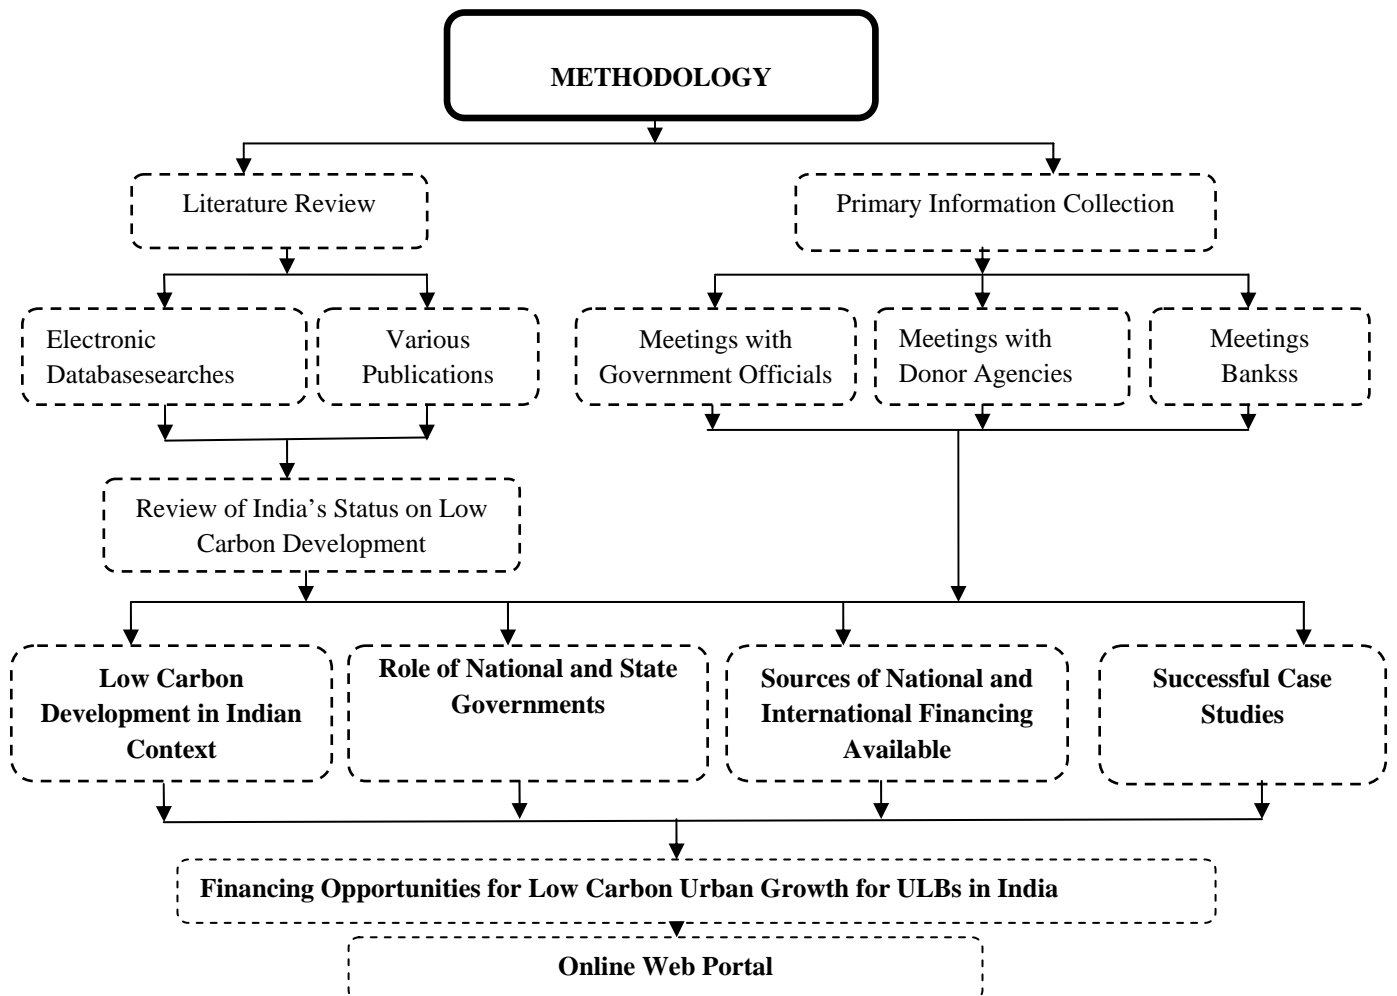 METHODOLOGY
Literature Review
Primary Information Collection
Electronic
Databasesearches
Various
Publications
Meetings with
Government Officials
Meetings with
Donor Agencies
Meetings
Bankss
Review of India’s Status on Low
Carbon Development
Low Carbon
Development in Indian
Context
Role of National and State
Governments
Sources of National and
International Financing
Available
Successful Case
Studies
Financing Opportunities for Low Carbon Urban Growth for ULBs in India
Online Web Portal